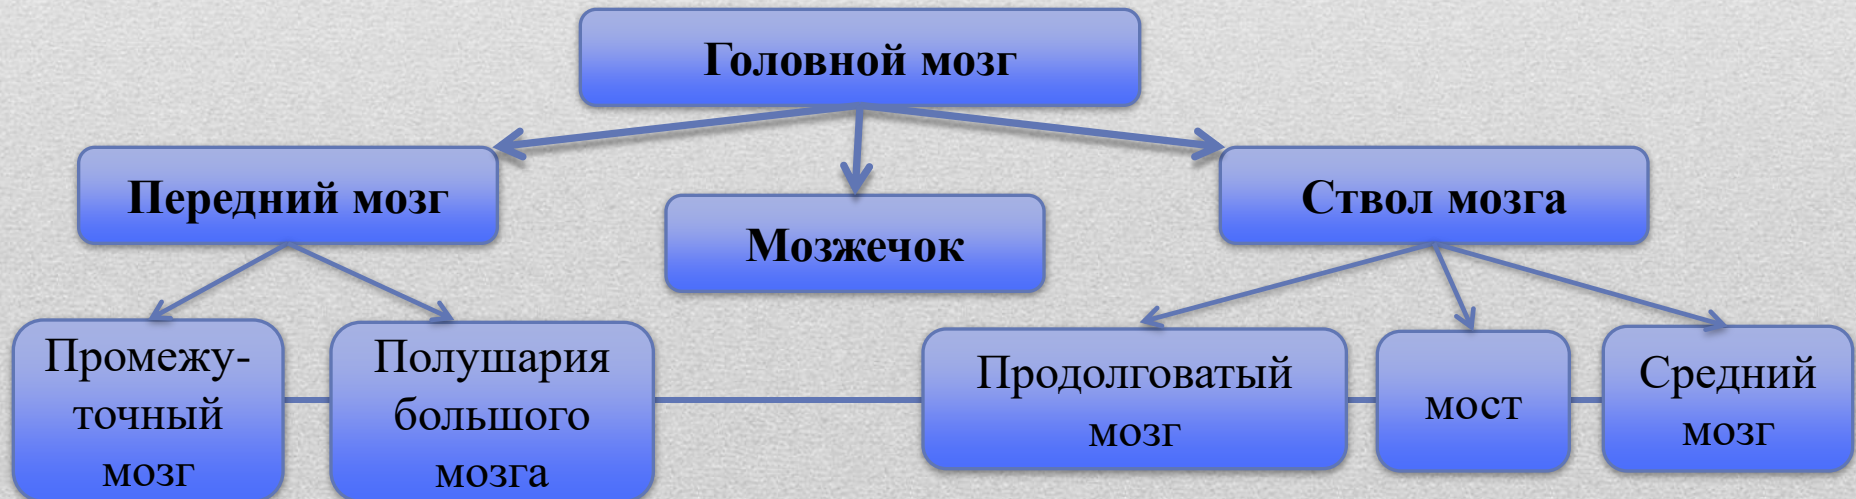 Головной мозг
Передний мозг
Мозжечок
Ствол мозга
Промежу-
точный
мозг
Полушария
большого
мозга
Продолговатый
мозг
мост
Средний
мозг